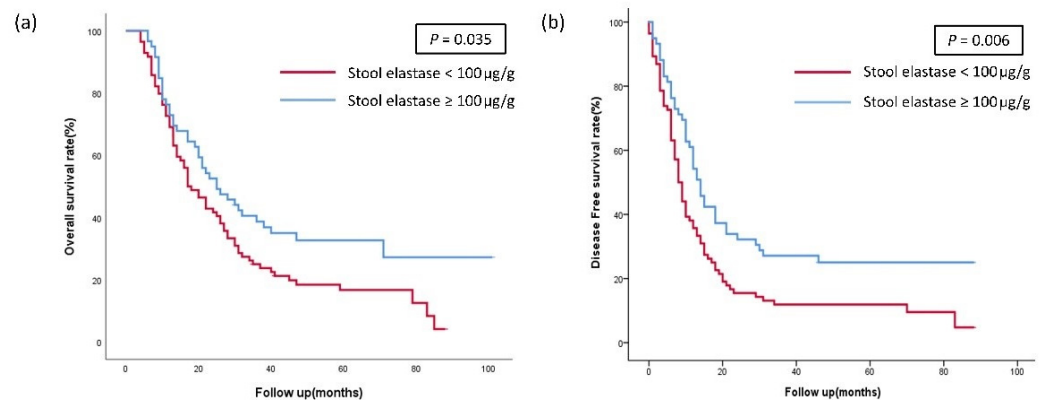 (a)
P = 0.035
Stool elastase < 100 µg/g
Stool elastase ≥ 100 µg/g
Overall survival rate(%)
100
80
60
40
20
0
0 20 40 60 80 100
Follow up(months)
(b)
P = 0.006
Stool elastase < 100 µg/g
Stool elastase ≥ 100 µg/g
Disease Free survival rate(%)
100
80
60
40
20
0
0 20 40 60 80 100
Follow up(months)